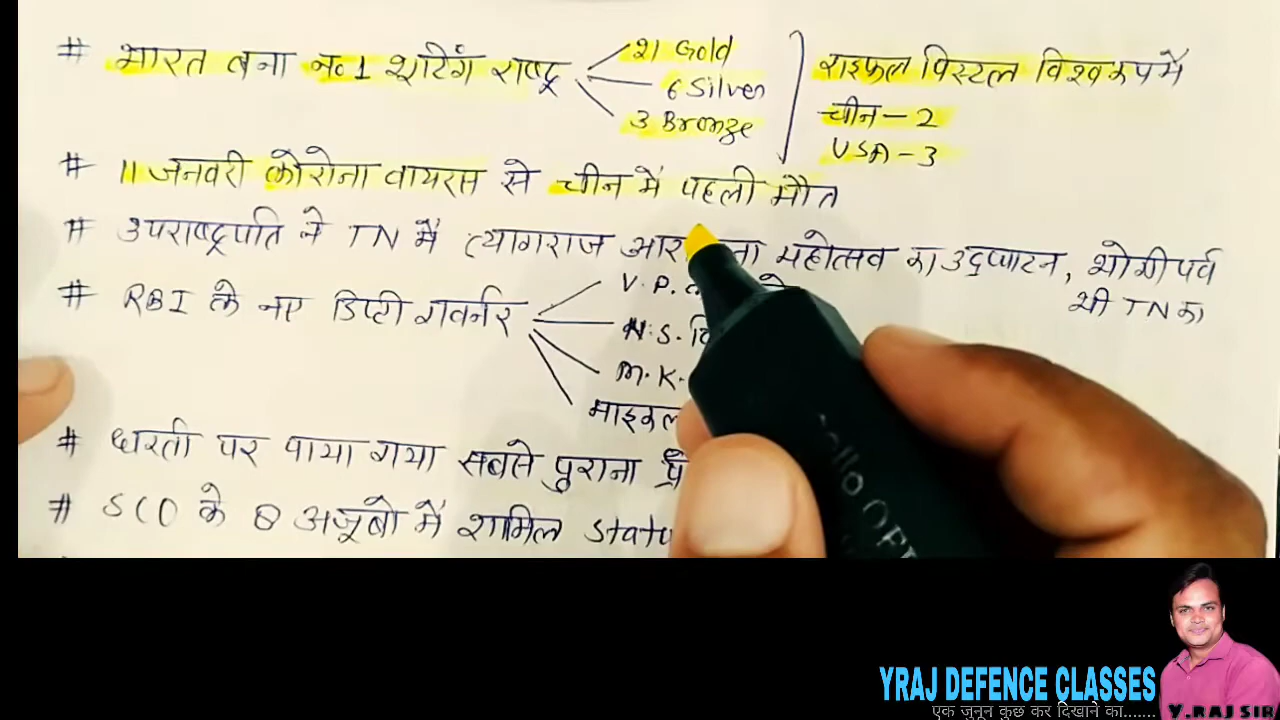 # भारत बना न० 1 शूटिंग राष्ट्र 21 Gold
6 Silver
3 Bronze
राइफल पिस्टल विश्वकप में
चीन - 2
USA - 3
# 11 जनवरी कोरोना वायरस से चीन में पहली मौत
# उपराष्ट्रपति ने TN में त्यागराज महोत्सव का उद्घाटन, भोगी पर्व
भी TN का
# RBI के नए डिप्टी गवर्नर V. P.
N. S.
M. K.
माइकल
# धरती पर पाया गया सबसे पुराना
# SCO के 8 अजूबो में शामिल
YRAJ DEFENCE CLASSES
एक जुनून कुछ कर दिखाने का.......
Y.RAJ SIR